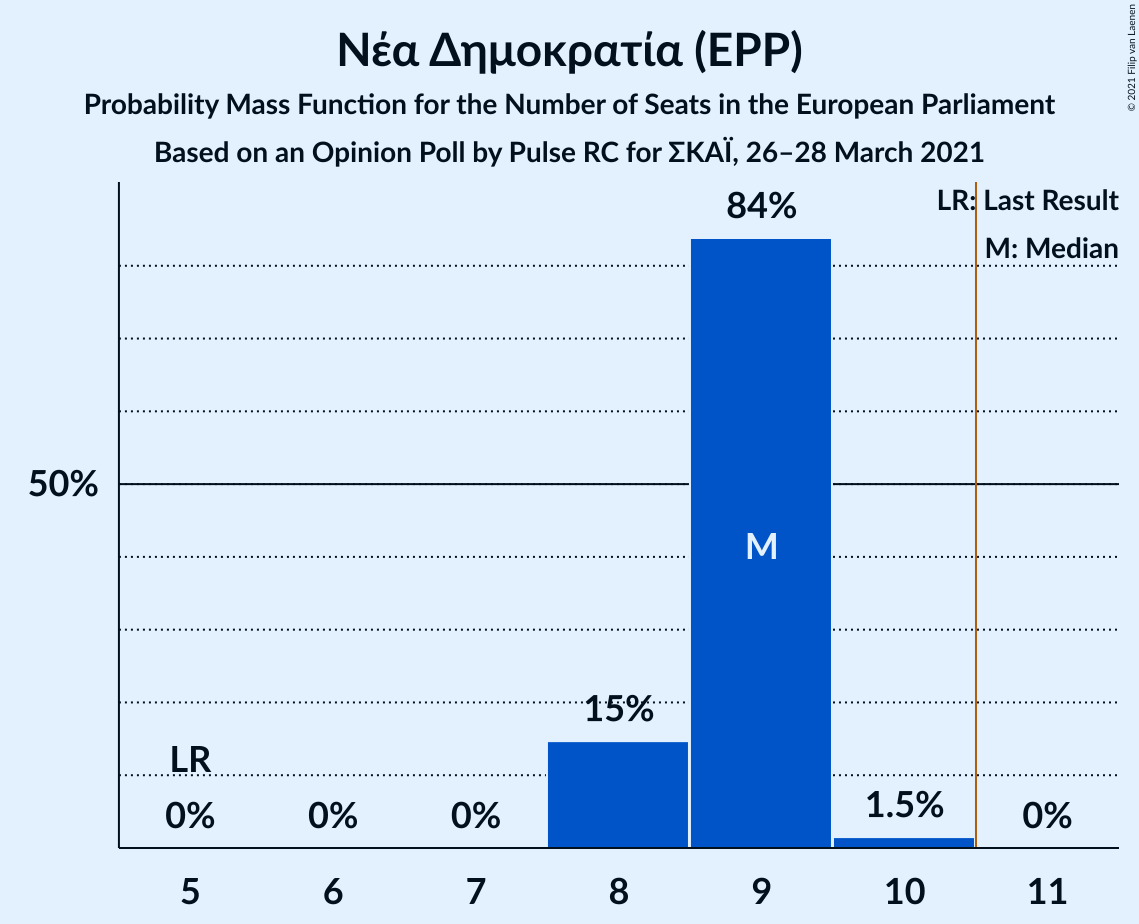 Νέα Δημοκρατία (EPP)
Probability Mass Function for the Number of Seats in the European Parliament
Based on an Opinion Poll by Pulse RC for ΣΚΑΪ, 26–28 March 2021
© 2021 Filip van Laenen
LR: Last Result
M: Median
84%
50%
M
15%
LR
0%
0%
0%
1.5%
0%
5
6
7
8
9
10
11